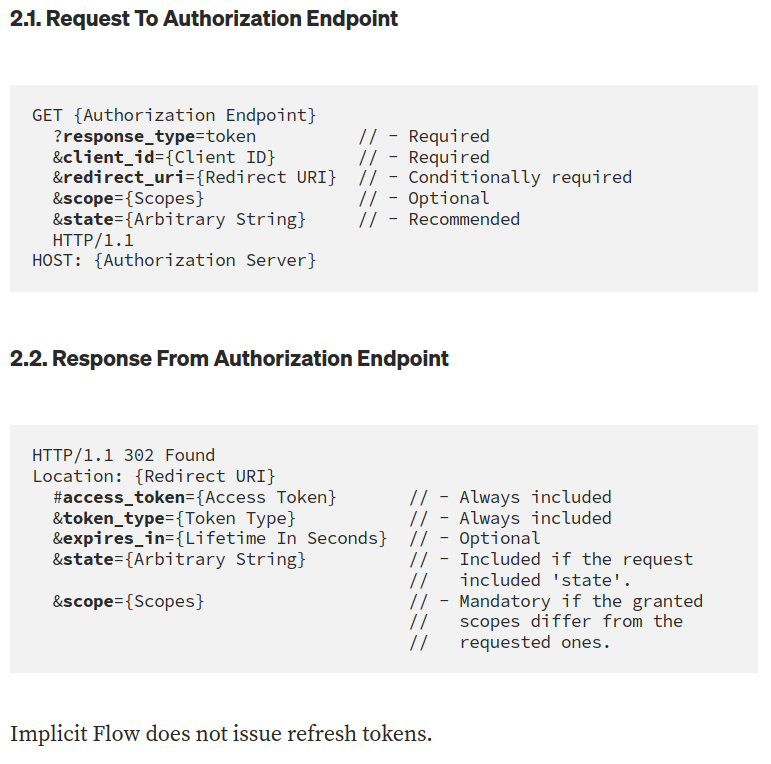 2.1. Request To Authorization Endpoint
GET {Authorization Endpoint}
?response_type=token // - Required
&client_id={Client ID} // - Required
&redirect_uri={Redirect URI} // - Conditionally required
&scope={Scopes} // - Optional
&state={Arbitrary String} // - Recommended
HTTP/1.1
HOST: {Authorization Server}
2.2. Response From Authorization Endpoint
HTTP/1.1 302 Found
Location: {Redirect URI}
#access_token={Access Token} // - Always included
&token_type={Token Type} // - Always included
&expires_in={Lifetime In Seconds} // - Optional
&state={Arbitrary String} // - Included if the request
// included 'state'.
&scope={Scopes} // - Mandatory if the granted
// scopes differ from the
// requested ones.
Implicit Flow does not issue refresh tokens.